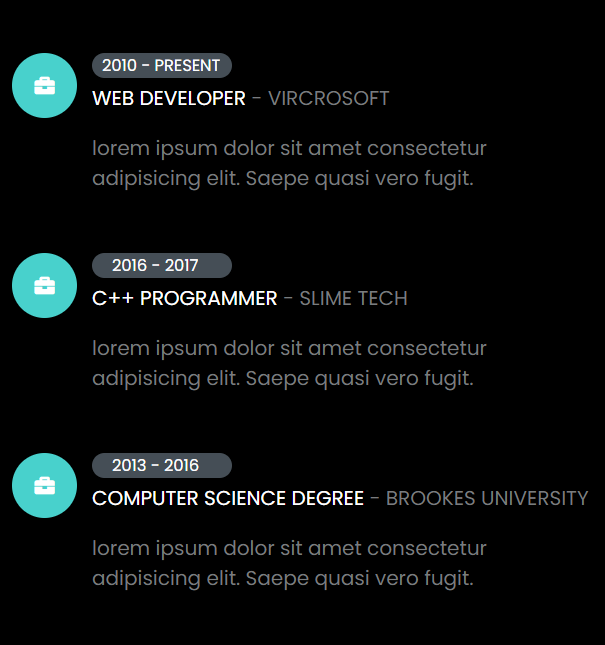 2010 - PRESENT
WEB DEVELOPER - VIRCROSOFT
lorem ipsum dolor sit amet consectetur
adipisicing elit. Saepe quasi vero fugit.
2016 - 2017
C++ PROGRAMMER - SLIME TECH
lorem ipsum dolor sit amet consectetur
adipisicing elit. Saepe quasi vero fugit.
2013 - 2016
COMPUTER SCIENCE DEGREE - BROOKES UNIVERSITY
lorem ipsum dolor sit amet consectetur
adipisicing elit. Saepe quasi vero fugit.